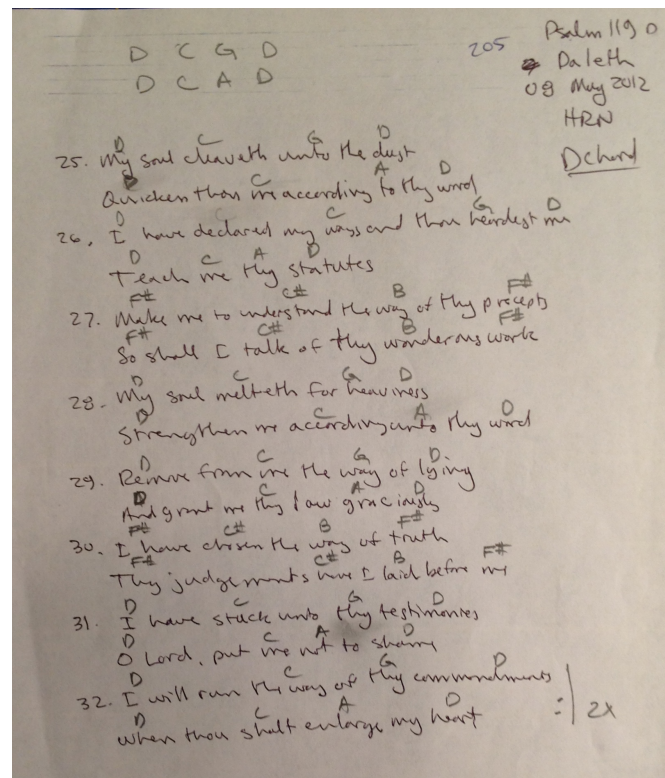 D C G D
D C A D
205
Psalm 119 D
Daleth
08 May 2012
HRN
D chord
D C G D
25. My soul cleaveth unto the dust
D C A D
Quicken thou me according to thy word
D C G D
26. I have declared my ways and thou heardest me
D C A D
Teach me thy statutes
F# C# B F#
27. Make me to understand the way of thy precepts
F# C# B F#
So shall I talk of thy wonderous work
D C G D
28. My soul melteth for heaviness
D C A D
Strengthen me according unto thy word
D C G D
29. Remove from me the way of lying
D C A D
And grant me thy law graciously
F# C# B F#
30. I have chosen the way of truth
F# C# B F#
Thy judgements have I laid before me
D C G D
31. I have stuck unto thy testimonies
D C A D
O Lord, put me not to shame
D C G D
32. I will run the way of thy commandments
D C A D
When thou shalt enlarge my heart :| 2x